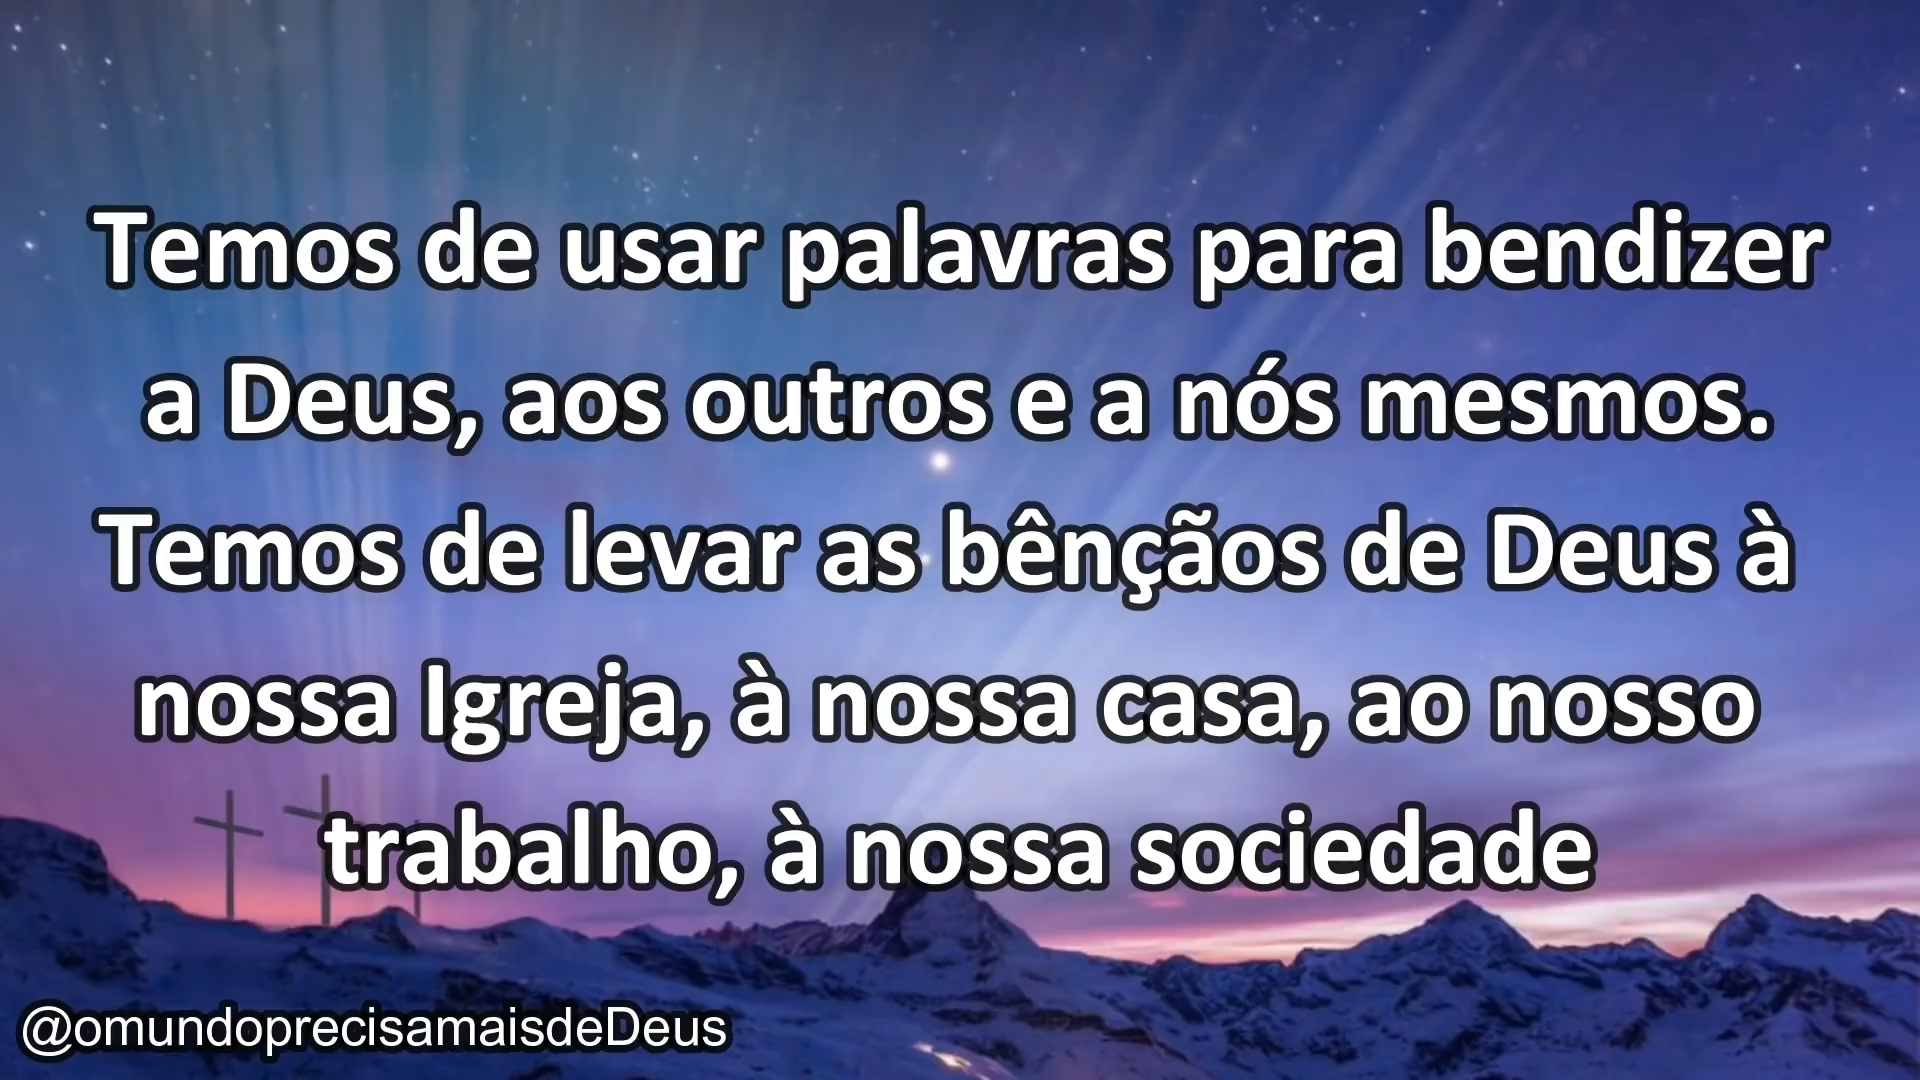 Temos de usar palavras para bendizer
a Deus, aos outros e a nós mesmos.
Temos de levar as bênçãos de Deus à
nossa Igreja, à nossa casa, ao nosso
trabalho, à nossa sociedade
@omundoprecisamaisdeDeus